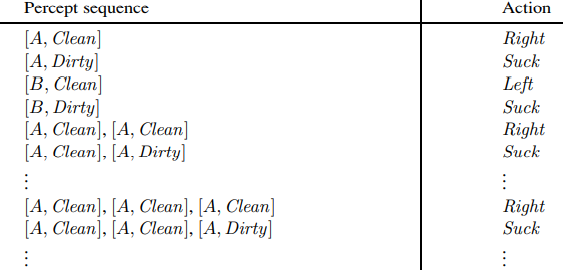 Percept sequence Action
[A, Clean] Right
[A, Dirty] Suck
[B, Clean] Left
[B, Dirty] Suck
[A, Clean], [A, Clean] Right
[A, Clean], [A, Dirty] Suck
⋮ ⋮
[A, Clean], [A, Clean], [A, Clean] Right
[A, Clean], [A, Clean], [A, Dirty] Suck
⋮ ⋮